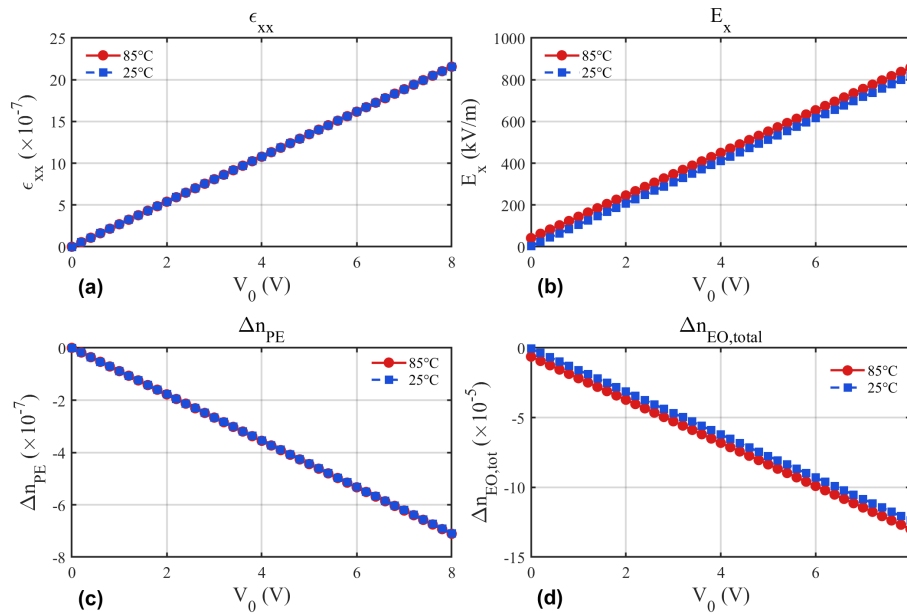 ϵ_xx
25
20
15
10
5
0
ϵ_xx (×10^-7)
85°C
25°C
0 2 4 6 8
V_0 (V)
(a)
E_x
1000
800
600
400
200
0
E_x (kV/m)
85°C
25°C
0 2 4 6
V_0 (V)
(b)
Δn_PE
0
-2
-4
-6
-8
Δn_PE (×10^-7)
85°C
25°C
0 2 4 6 8
V_0 (V)
(c)
Δn_EO,total
0
-5
-10
-15
Δn_EO,tot (×10^-5)
85°C
25°C
0 2 4 6
V_0 (V)
(d)